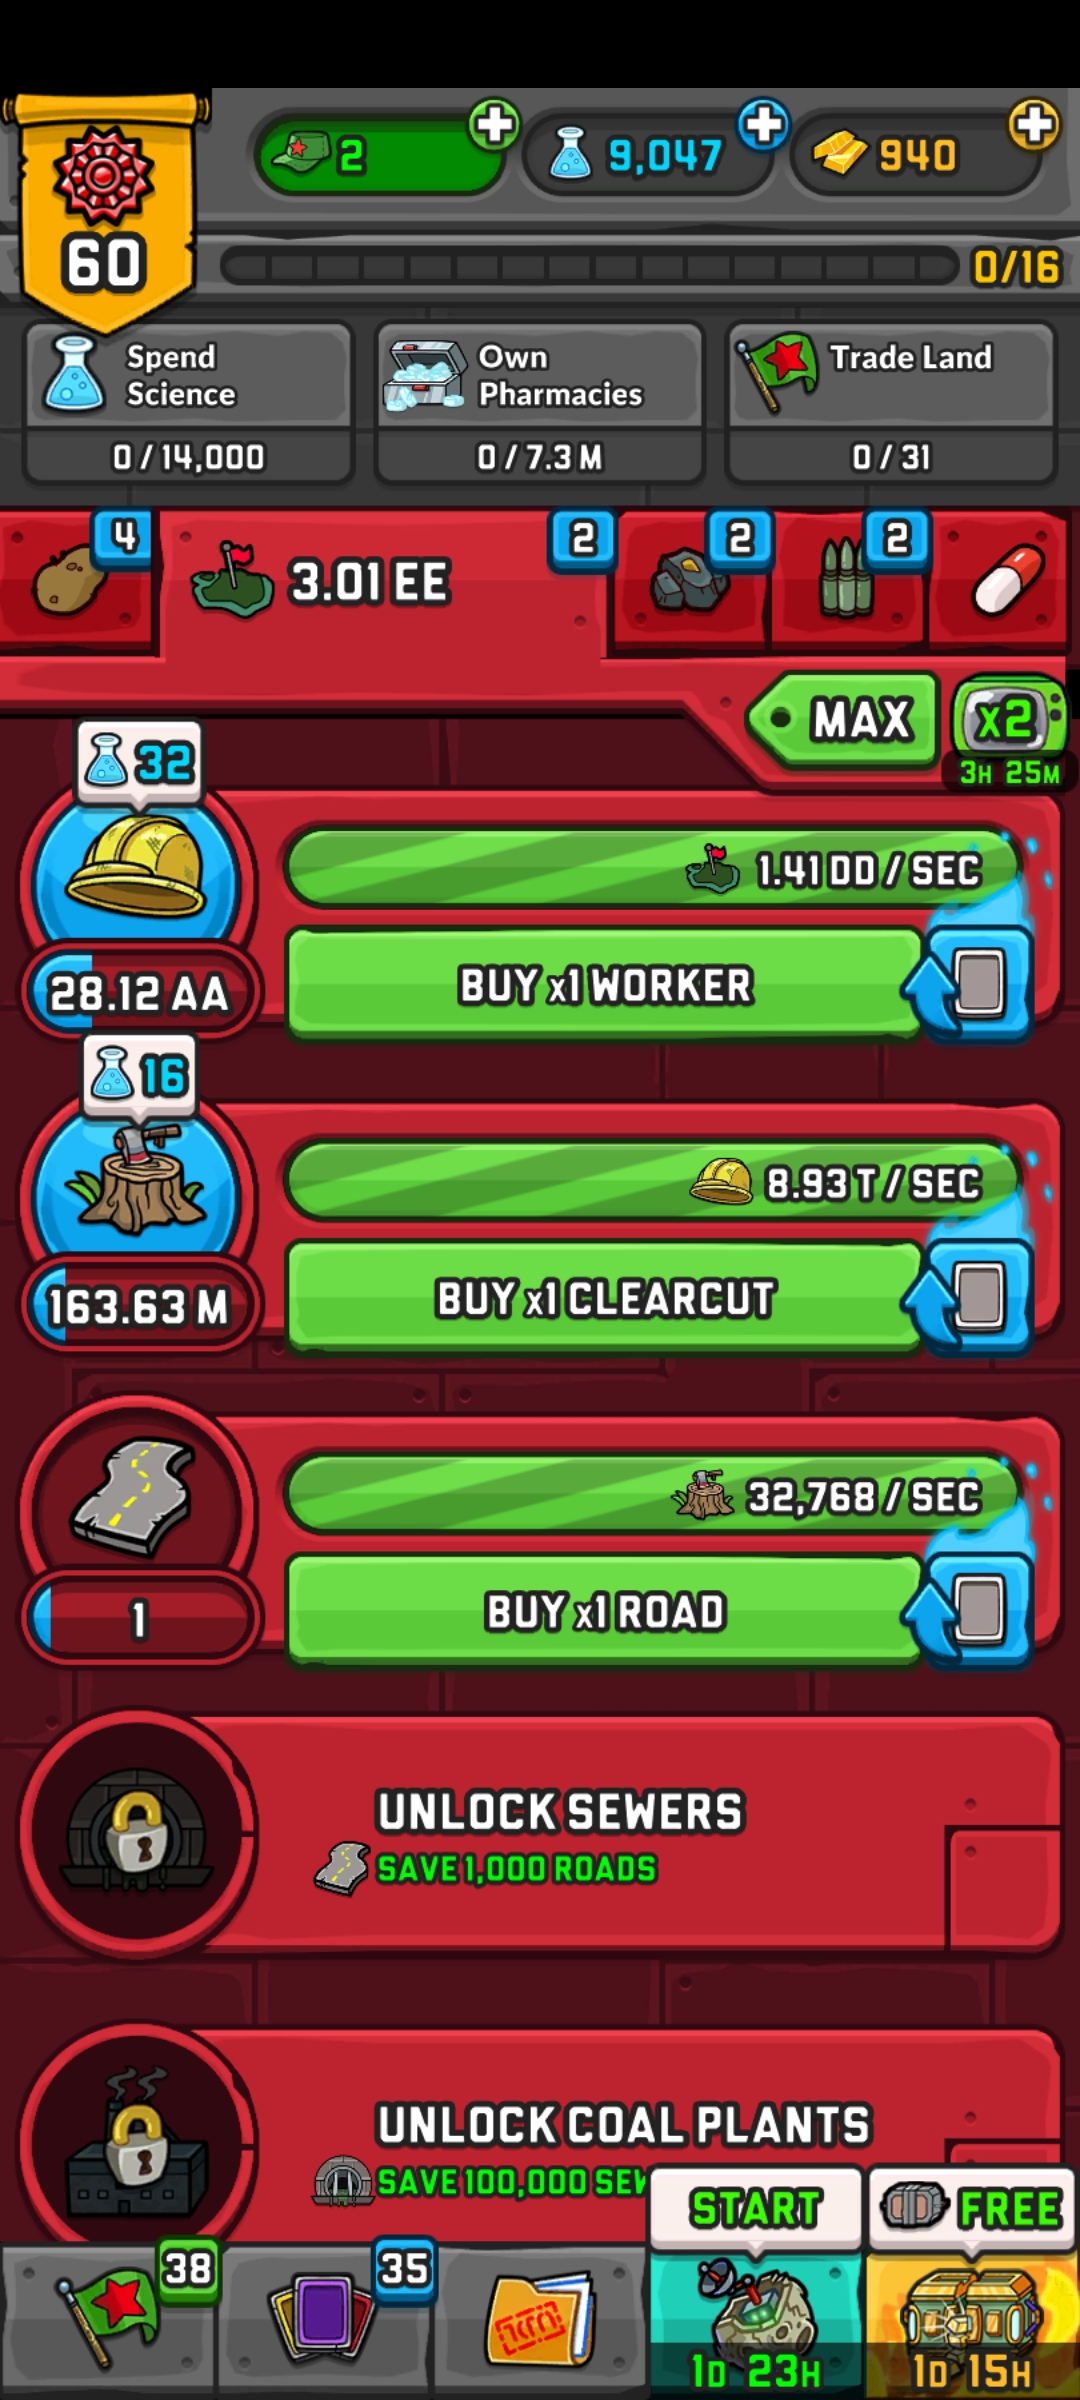 2
9,047
940
60
0/16
Spend
Science
0/14,000
Own
Pharmacies
0/7.3 M
Trade Land
0/31
4
3.01 EE
2
2
2
MAX
x2
3H 25M
32
28.12 AA
1.41 DD / SEC
BUY x1 WORKER
16
163.63 M
8.93 T / SEC
BUY x1 CLEARCUT
1
32,768 / SEC
BUY x1 ROAD
UNLOCK SEWERS
SAVE 1,000 ROADS
UNLOCK COAL PLANTS
SAVE 100,000 SEW
START
FREE
38
35
1D 23H
1D 15H